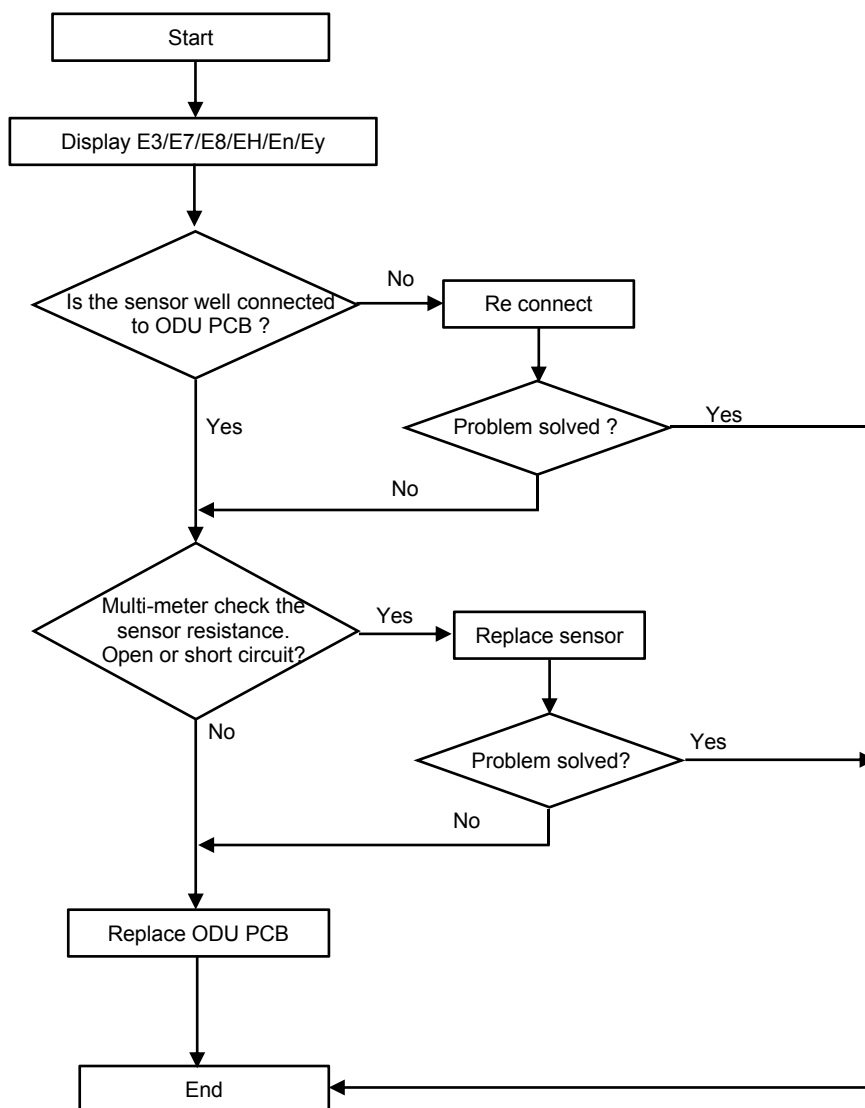 Start
Display E3/E7/E8/EH/En/Ey
No
Is the sensor well connected
to ODU PCB ?
Re connect
Yes
Problem solved ?
Yes
No
Multi-meter check the
sensor resistance.
Open or short circuit?
Yes
Replace sensor
No
Problem solved?
Yes
No
Replace ODU PCB
End